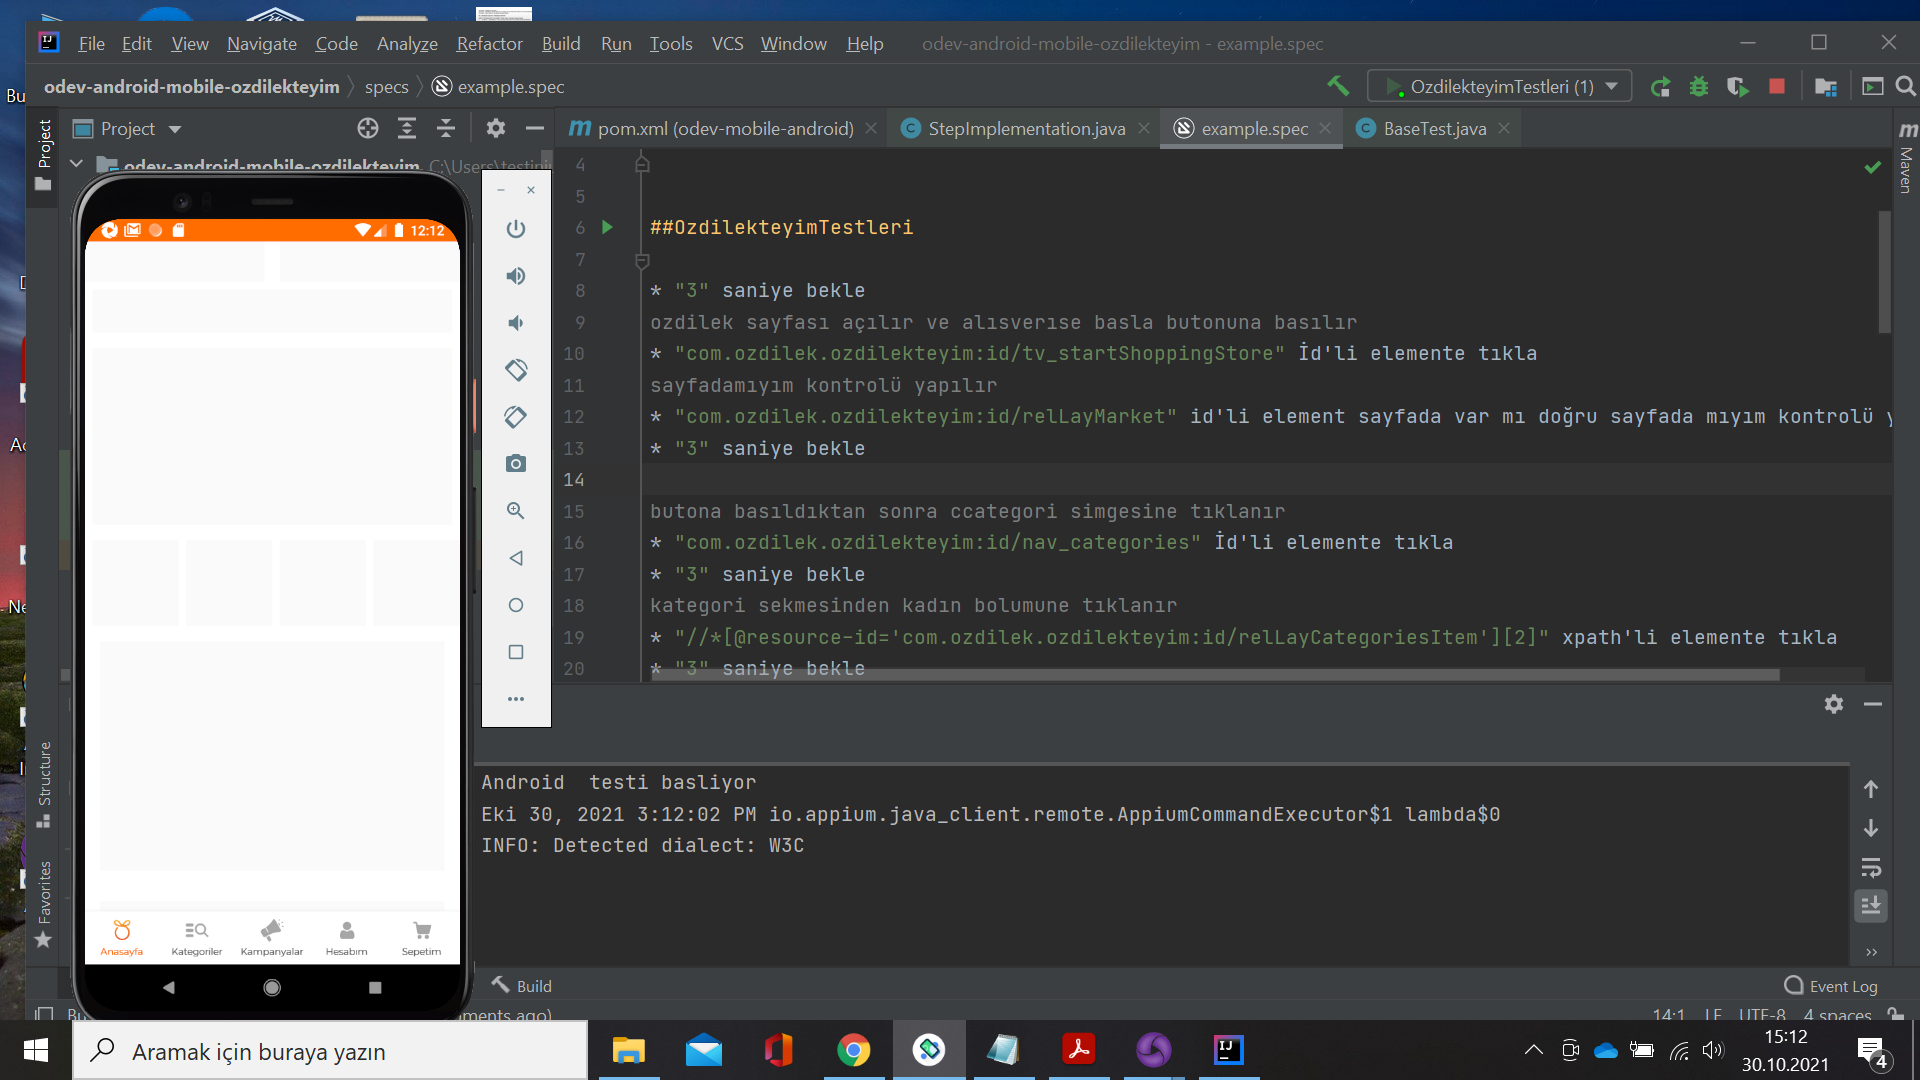 File Edit View Navigate Code Analyze Refactor Build Run Tools VCS Window Help odev-android-mobile-ozdilekteyim - example.spec
odev-android-mobile-ozdilekteyim specs example.spec OzdilekteyimTestleri (1)
Project
Project pom.xml (odev-mobile-android) StepImplementation.java example.spec BaseTest.java
Maven
odev-android-mobile-ozdilekteyim
4
5
6 ##OzdilekteyimTestleri
7
8 * "3" saniye bekle
9 ozdilek sayfası açılır ve alısverıse basla butonuna basılır
10 * "com.ozdilek.ozdilekteyim:id/tv_startShoppingStore" İd'li elemente tıkla
11 sayfadamıyım kontrolü yapılır
12 * "com.ozdilek.ozdilekteyim:id/relLayMarket" id'li element sayfada var mı doğru sayfada mıyım kontrolü y
13 * "3" saniye bekle
14
15 butona basıldıktan sonra ccategori simgesine tıklanır
16 * "com.ozdilek.ozdilekteyim:id/nav_categories" İd'li elemente tıkla
17 * "3" saniye bekle
18 kategori sekmesinden kadın bolumune tıklanır
19 * "//*[@resource-id='com.ozdilek.ozdilekteyim:id/relLayCategoriesItem'][2]" xpath'li elemente tıkla
20 * "3" saniye bekle
12:12
Anasayfa Kategoriler Kampanyalar Hesabım Sepetim
Structure
Favorites
Android  testi basliyor
Eki 30, 2021 3:12:02 PM io.appium.java_client.remote.AppiumCommandExecutor$1 lambda$0
INFO: Detected dialect: W3C
Build Event Log
ments ago) 14:1 LF UTF-8 4 spaces
Aramak için buraya yazın
15:12
30.10.2021
4